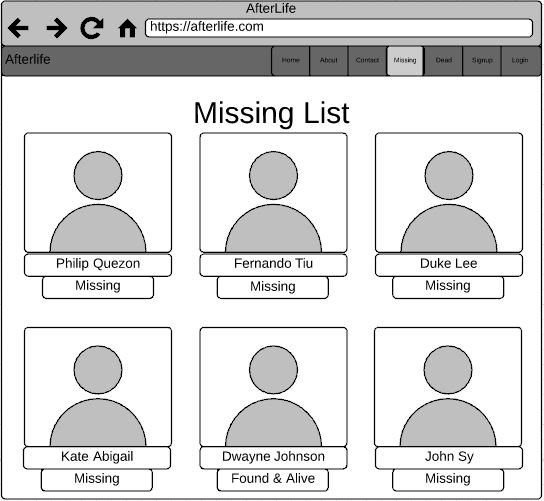 AfterLife
https://afterlife.com
Afterlife
Home About Contact Missing Dead Signup Login
Missing List
Philip Quezon Fernando Tiu Duke Lee
Missing Missing Missing
Kate Abigail Dwayne Johnson John Sy
Missing Found & Alive Missing